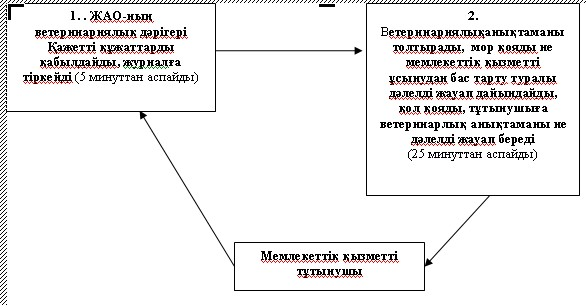 1. . ЖАО-ның
ветеринариялық дәрігері
Қажетті құжаттарды
қабылдайды, журналға
тіркейді (5 минуттан аспайды)
2.
Ветеринариялықанықтаманы
толтырады, мор қояды не
мемлекеттік қызметті
ұсынудан бас тарту туралы
дәлелді жауап дайындайды,
қол қояды, тұтынушыға
ветеринарлық анықтаманы не
дәлелді жауап береді
(25 минуттан аспайды)
Мемлекеттік қызметті
тұтынушы